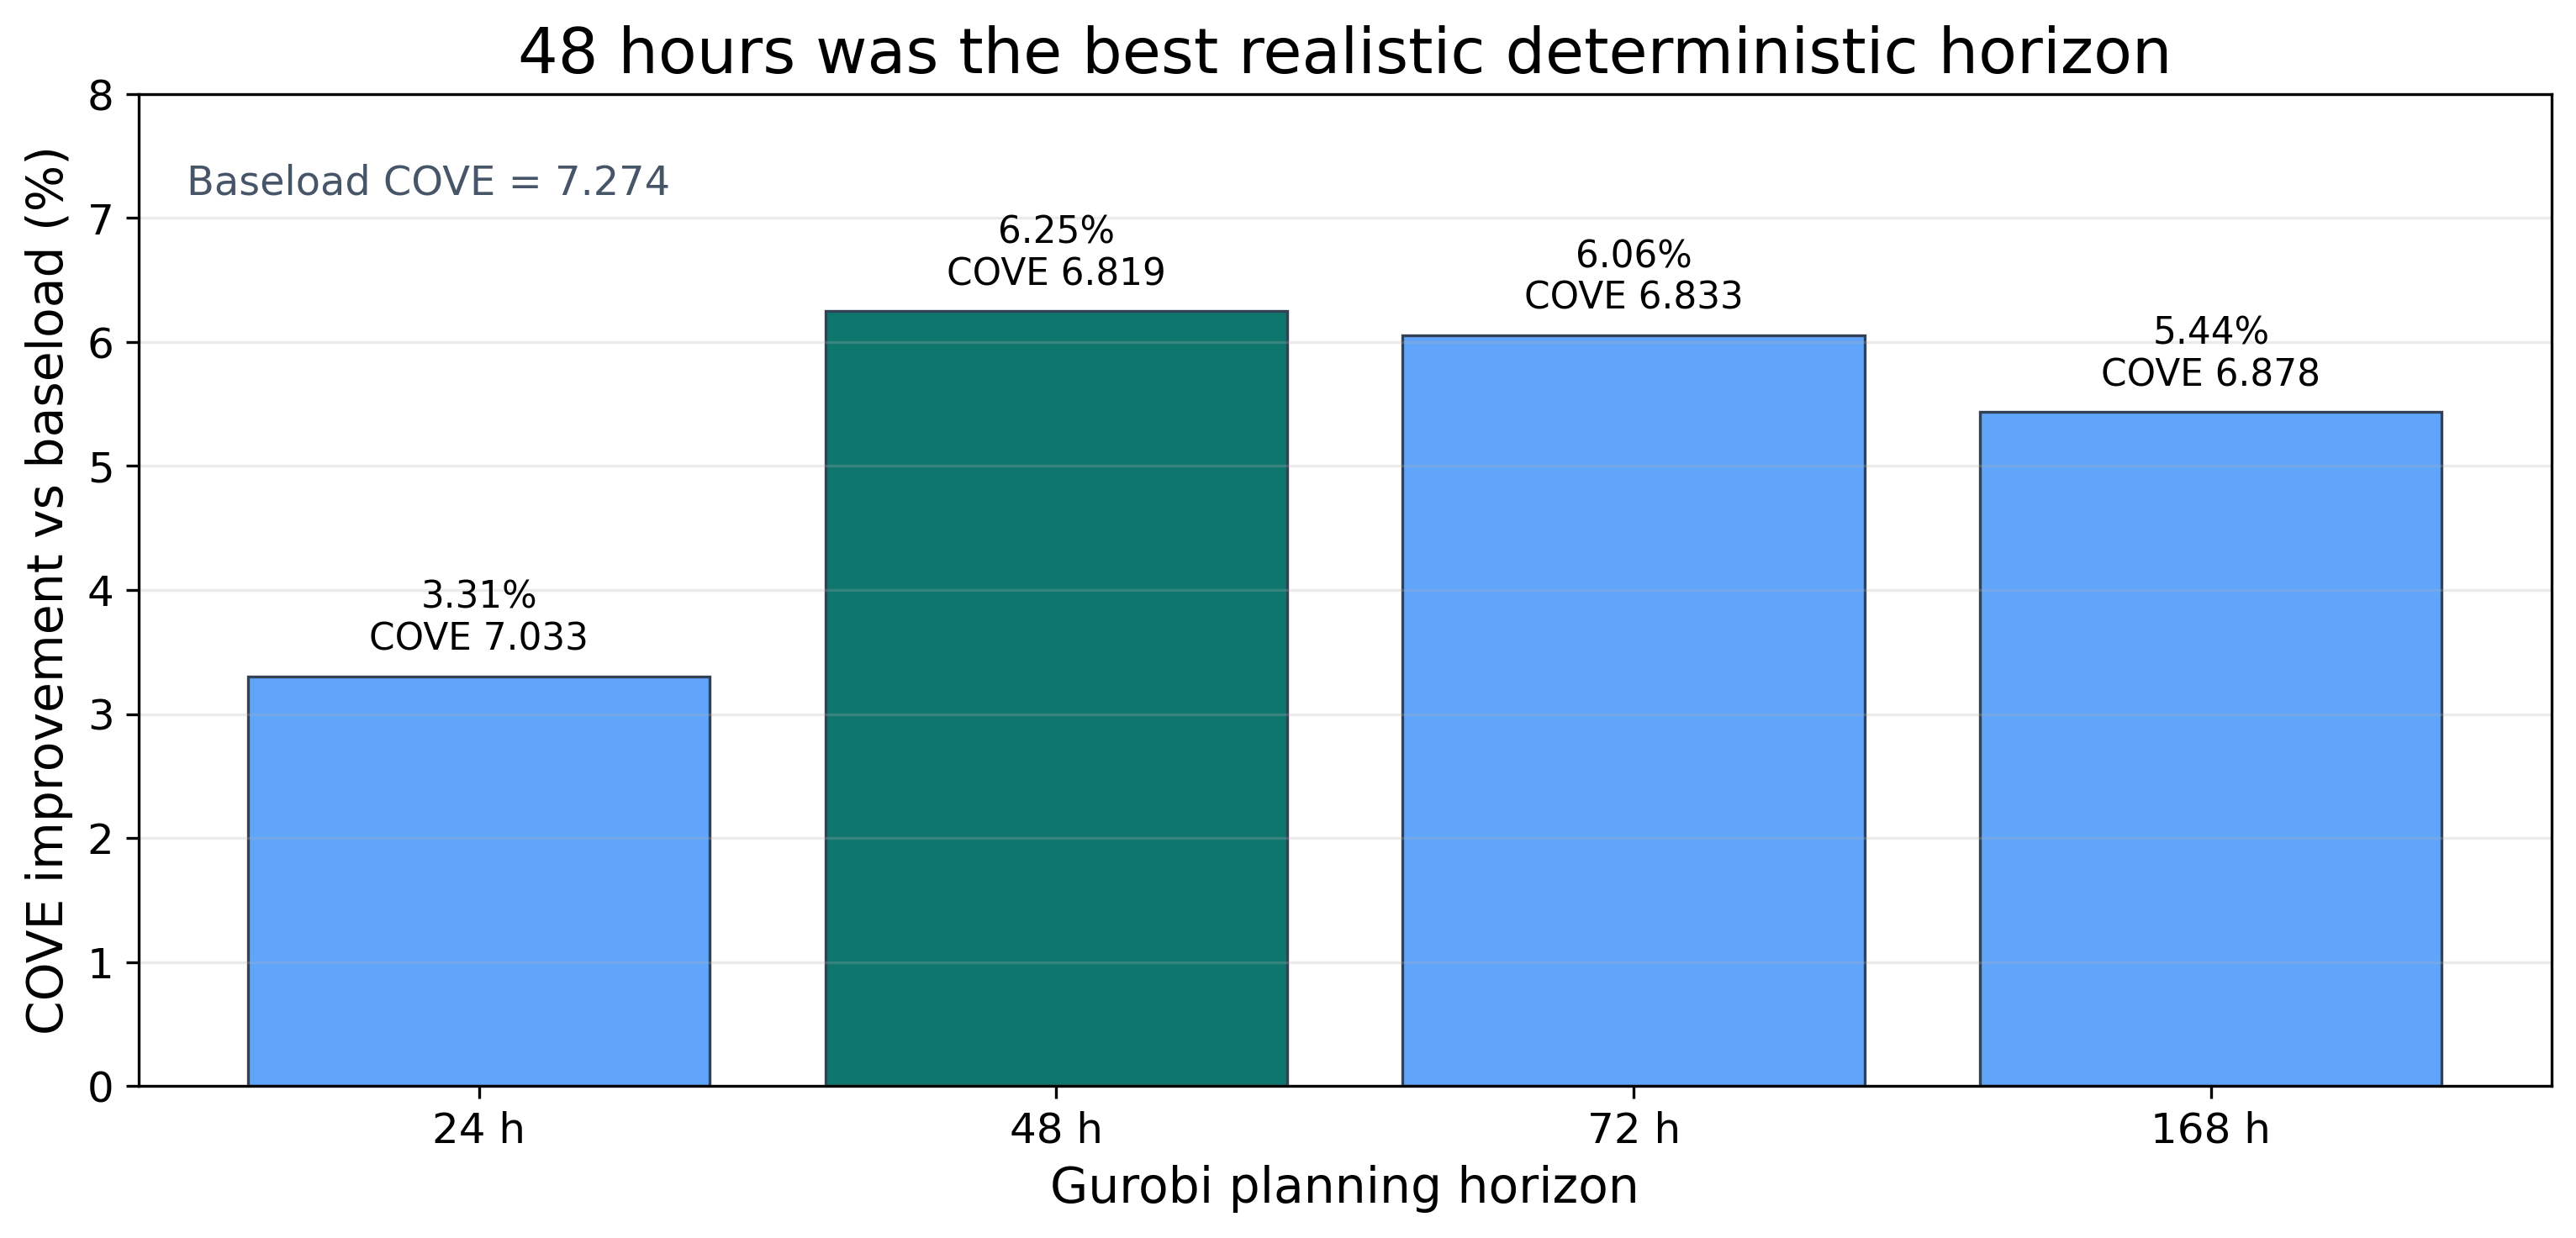 48 hours was the best realistic deterministic horizon
COVE improvement vs baseload (%)
8
7
6
5
4
3
2
1
0
Baseload COVE = 7.274
3.31%
COVE 7.033
6.25%
COVE 6.819
6.06%
COVE 6.833
5.44%
COVE 6.878
24 h
48 h
72 h
168 h
Gurobi planning horizon